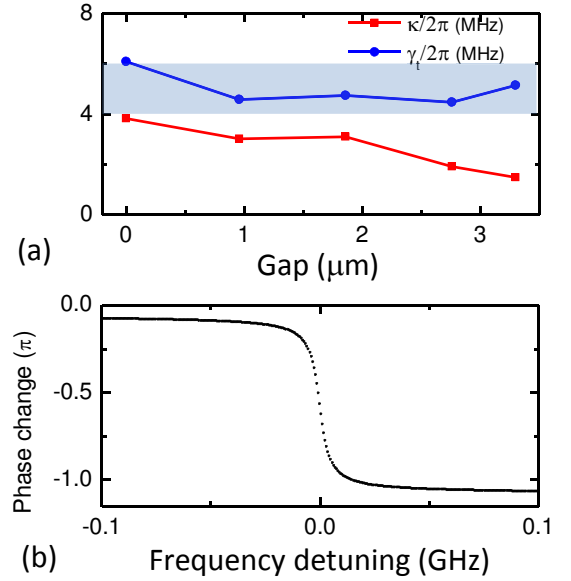 κ/2π (MHz)
γt/2π (MHz)
8
4
0
0
1
2
3
(a)
Gap (μm)
0.0
-0.5
-1.0
Phase change (π)
-0.1
0.0
0.1
(b)
Frequency detuning (GHz)